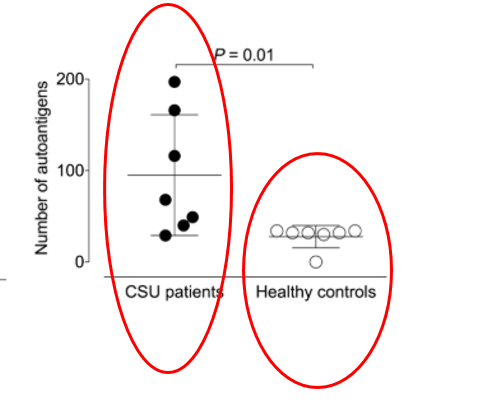 P = 0.01
Number of autoantigens
200
100
0
CSU patients
Healthy controls